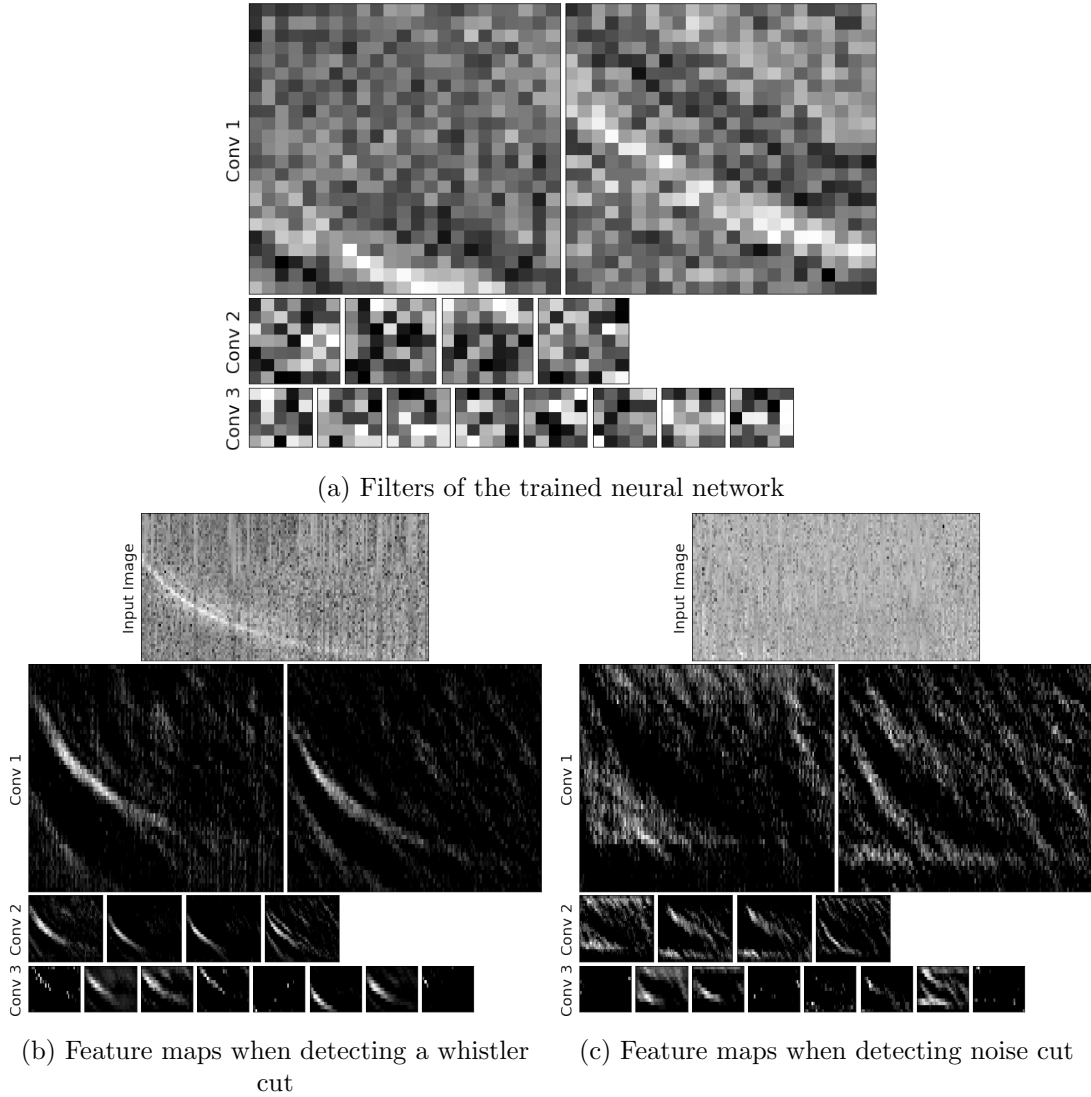 Conv 1
Conv 2
Conv 3
(a) Filters of the trained neural network
Input Image
Conv 1
Conv 2
Conv 3
(b) Feature maps when detecting a whistler
cut
Input Image
Conv 1
Conv 2
Conv 3
(c) Feature maps when detecting noise cut